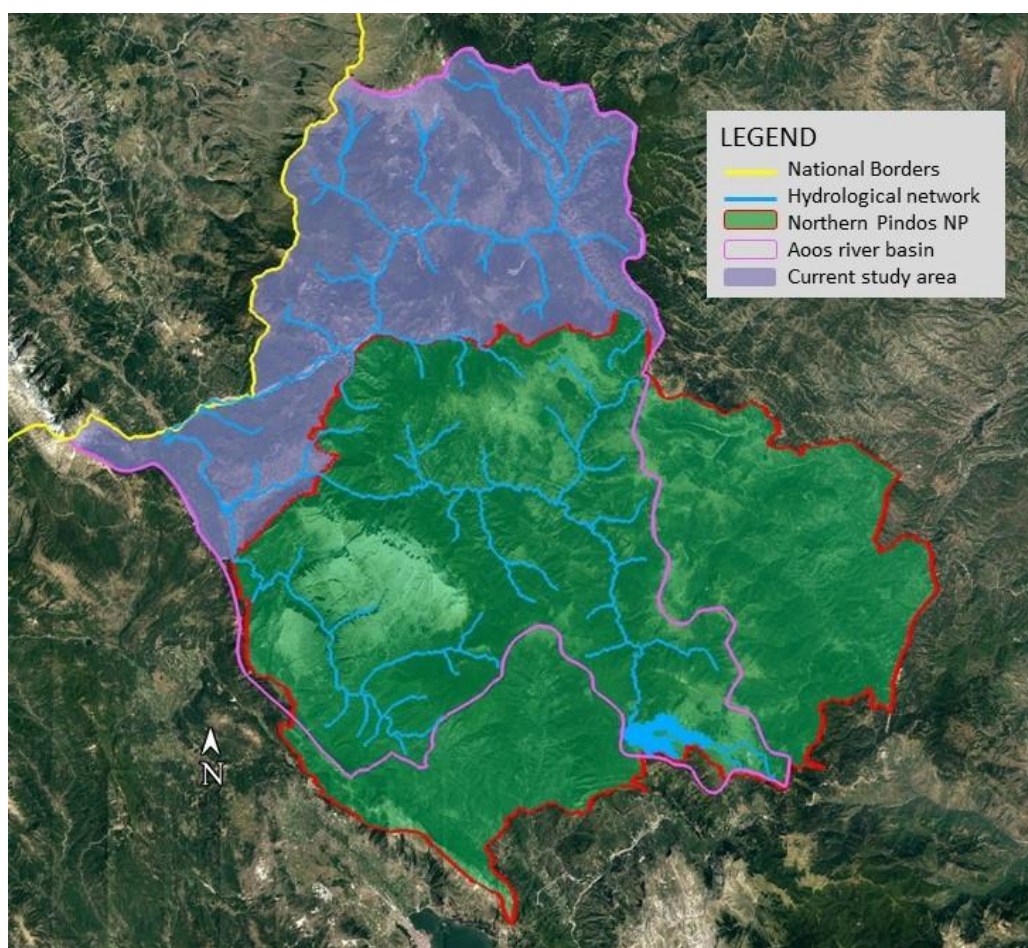 LEGEND
National Borders
Hydrological network
Northern Pindos NP
Aoos river basin
Current study area
N